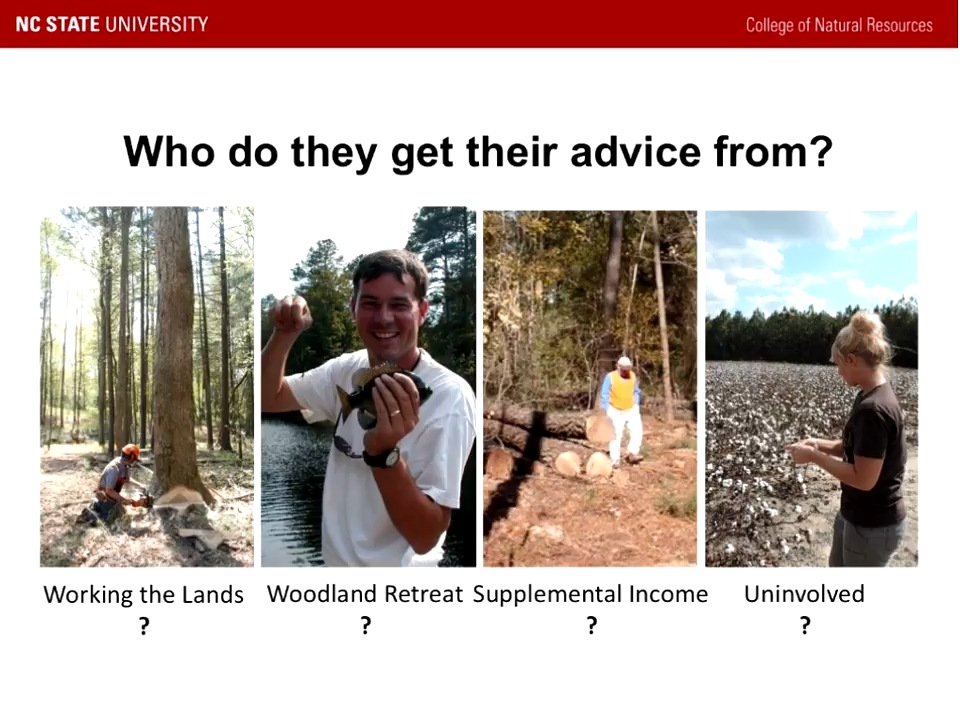 NC STATE UNIVERSITY
College of Natural Resources
Who do they get their advice from?
Working the Lands
?
Woodland Retreat
?
Supplemental Income
?
Uninvolved
?